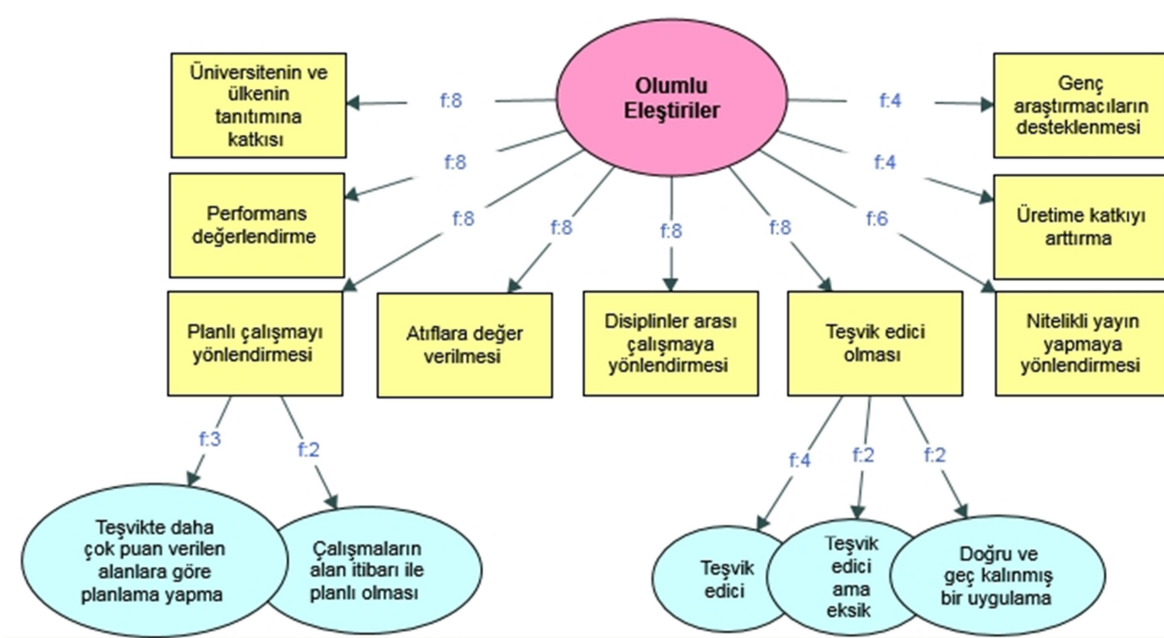 Olumlu
Eleştiriler
Üniversitenin ve
ülkenin
tanıtımına
katkısı
f:8
f:4
Genç
araştırmacıların
desteklenmesi
f:8
f:4
Performans
değerlendirme
Üretime katkıyı
arttırma
f:8
f:8
f:8
f:8
f:6
Planlı çalışmayı
yönlendirmesi
Atıflara değer
verilmesi
Disiplinler arası
çalışmaya
yönlendirmesi
Teşvik edici
olması
Nitelikli yayın
yapmaya
yönlendirmesi
f:3
f:2
f:4
f:2
f:2
Teşvikte daha
çok puan verilen
alanlara göre
planlama yapma
Çalışmaların
alan itibarı ile
planlı olması
Teşvik
edici
Teşvik
edici
ama
eksik
Doğru ve
geç kalınmış
bir uygulama